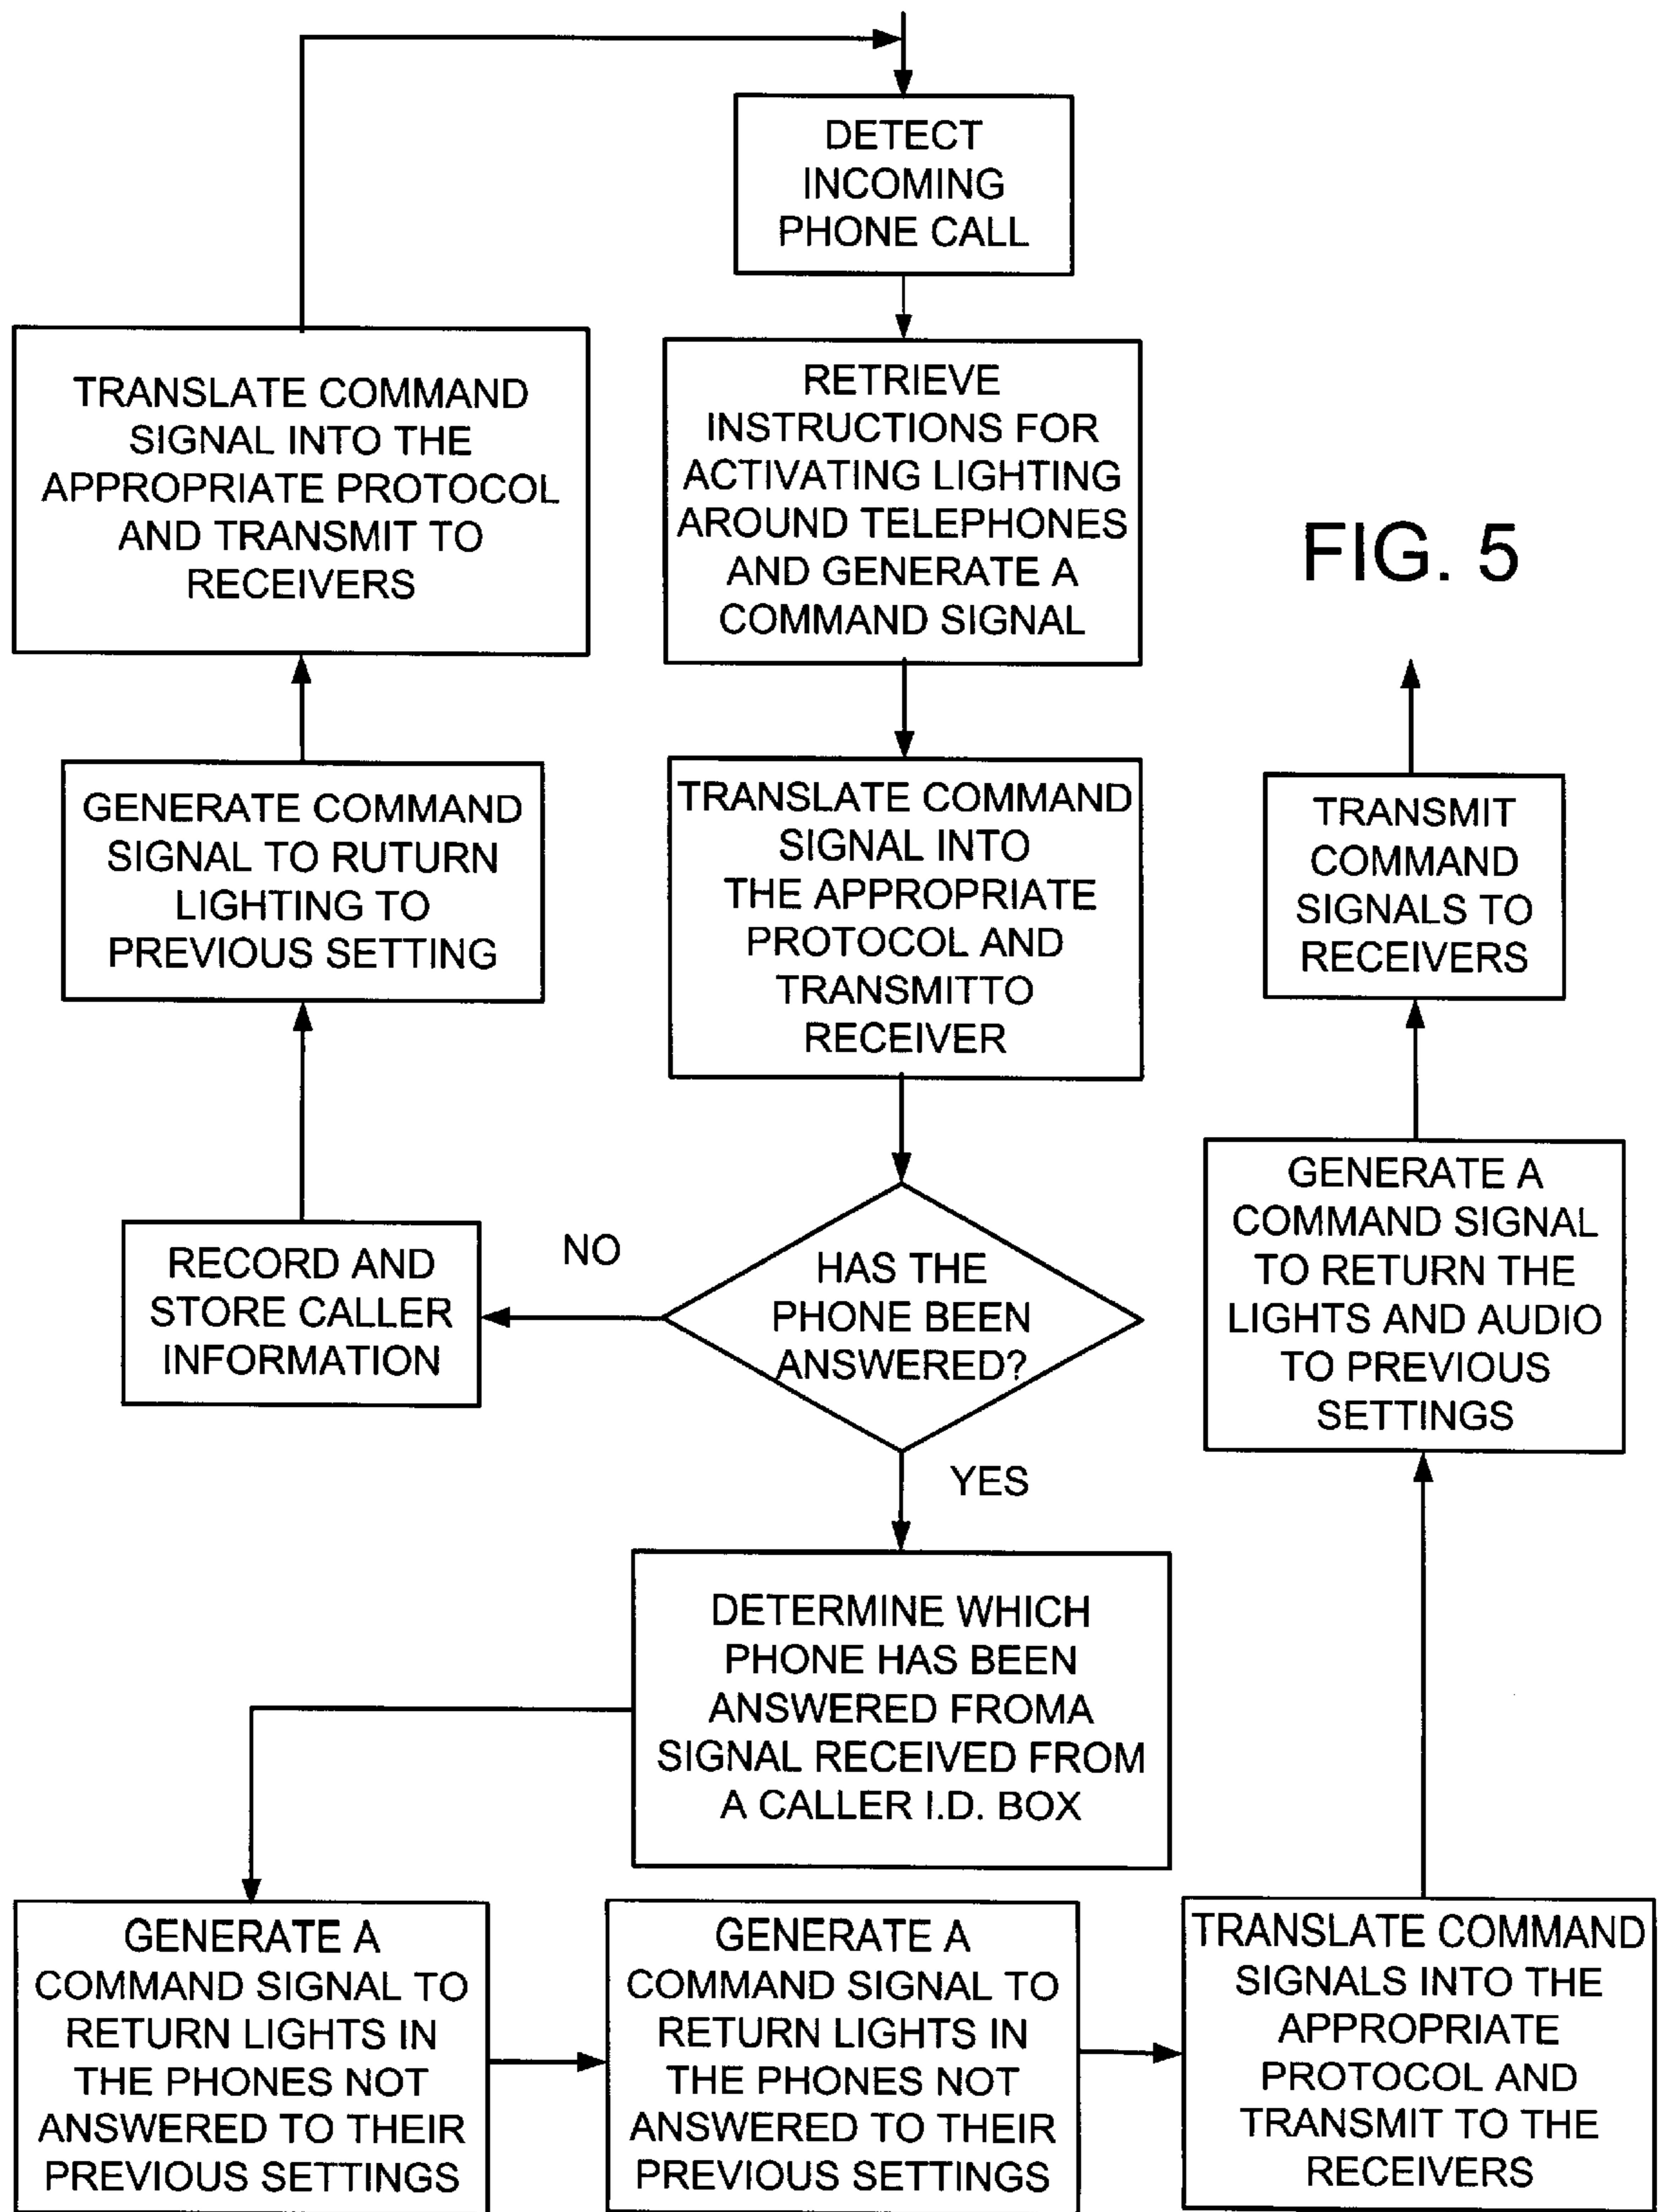 DETECT
INCOMING
PHONE CALL
RETRIEVE
INSTRUCTIONS FOR
ACTIVATING LIGHTING
AROUND TELEPHONES
AND GENERATE A
COMMAND SIGNAL
TRANSLATE COMMAND
SIGNAL INTO
THE APPROPRIATE
PROTOCOL AND
TRANSMITTO
RECEIVER
HAS THE
PHONE BEEN
ANSWERED?
NO
RECORD AND
STORE CALLER
INFORMATION
GENERATE COMMAND
SIGNAL TO RUTURN
LIGHTING TO
PREVIOUS SETTING
TRANSLATE COMMAND
SIGNAL INTO THE
APPROPRIATE PROTOCOL
AND TRANSMIT TO
RECEIVERS
YES
DETERMINE WHICH
PHONE HAS BEEN
ANSWERED FROMA
SIGNAL RECEIVED FROM
A CALLER I.D. BOX
GENERATE A
COMMAND SIGNAL TO
RETURN LIGHTS IN
THE PHONES NOT
ANSWERED TO THEIR
PREVIOUS SETTINGS
GENERATE A
COMMAND SIGNAL TO
RETURN LIGHTS IN
THE PHONES NOT
ANSWERED TO THEIR
PREVIOUS SETTINGS
TRANSLATE COMMAND
SIGNALS INTO THE
APPROPRIATE
PROTOCOL AND
TRANSMIT TO THE
RECEIVERS
GENERATE A
COMMAND SIGNAL
TO RETURN THE
LIGHTS AND AUDIO
TO PREVIOUS
SETTINGS
TRANSMIT
COMMAND
SIGNALS TO
RECEIVERS
FIG. 5